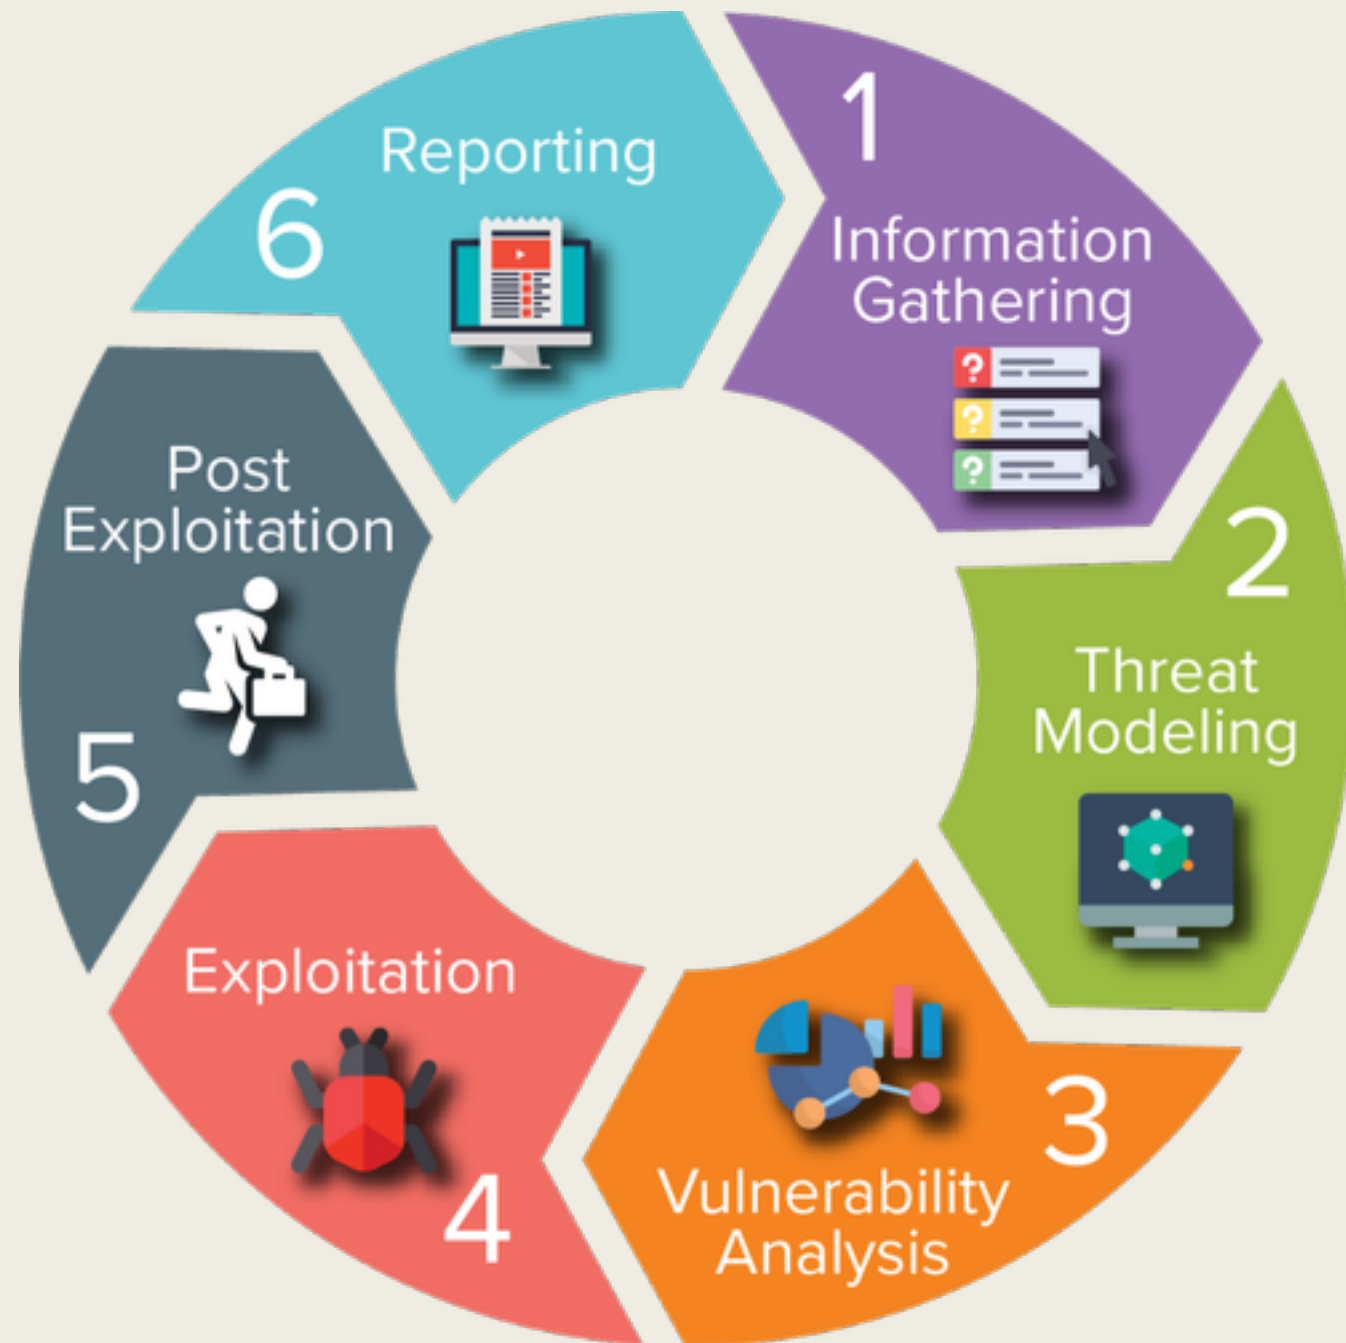 1
Information
Gathering
2
Threat
Modeling
3
Vulnerability
Analysis
4
Exploitation
5
Post
Exploitation
6
Reporting